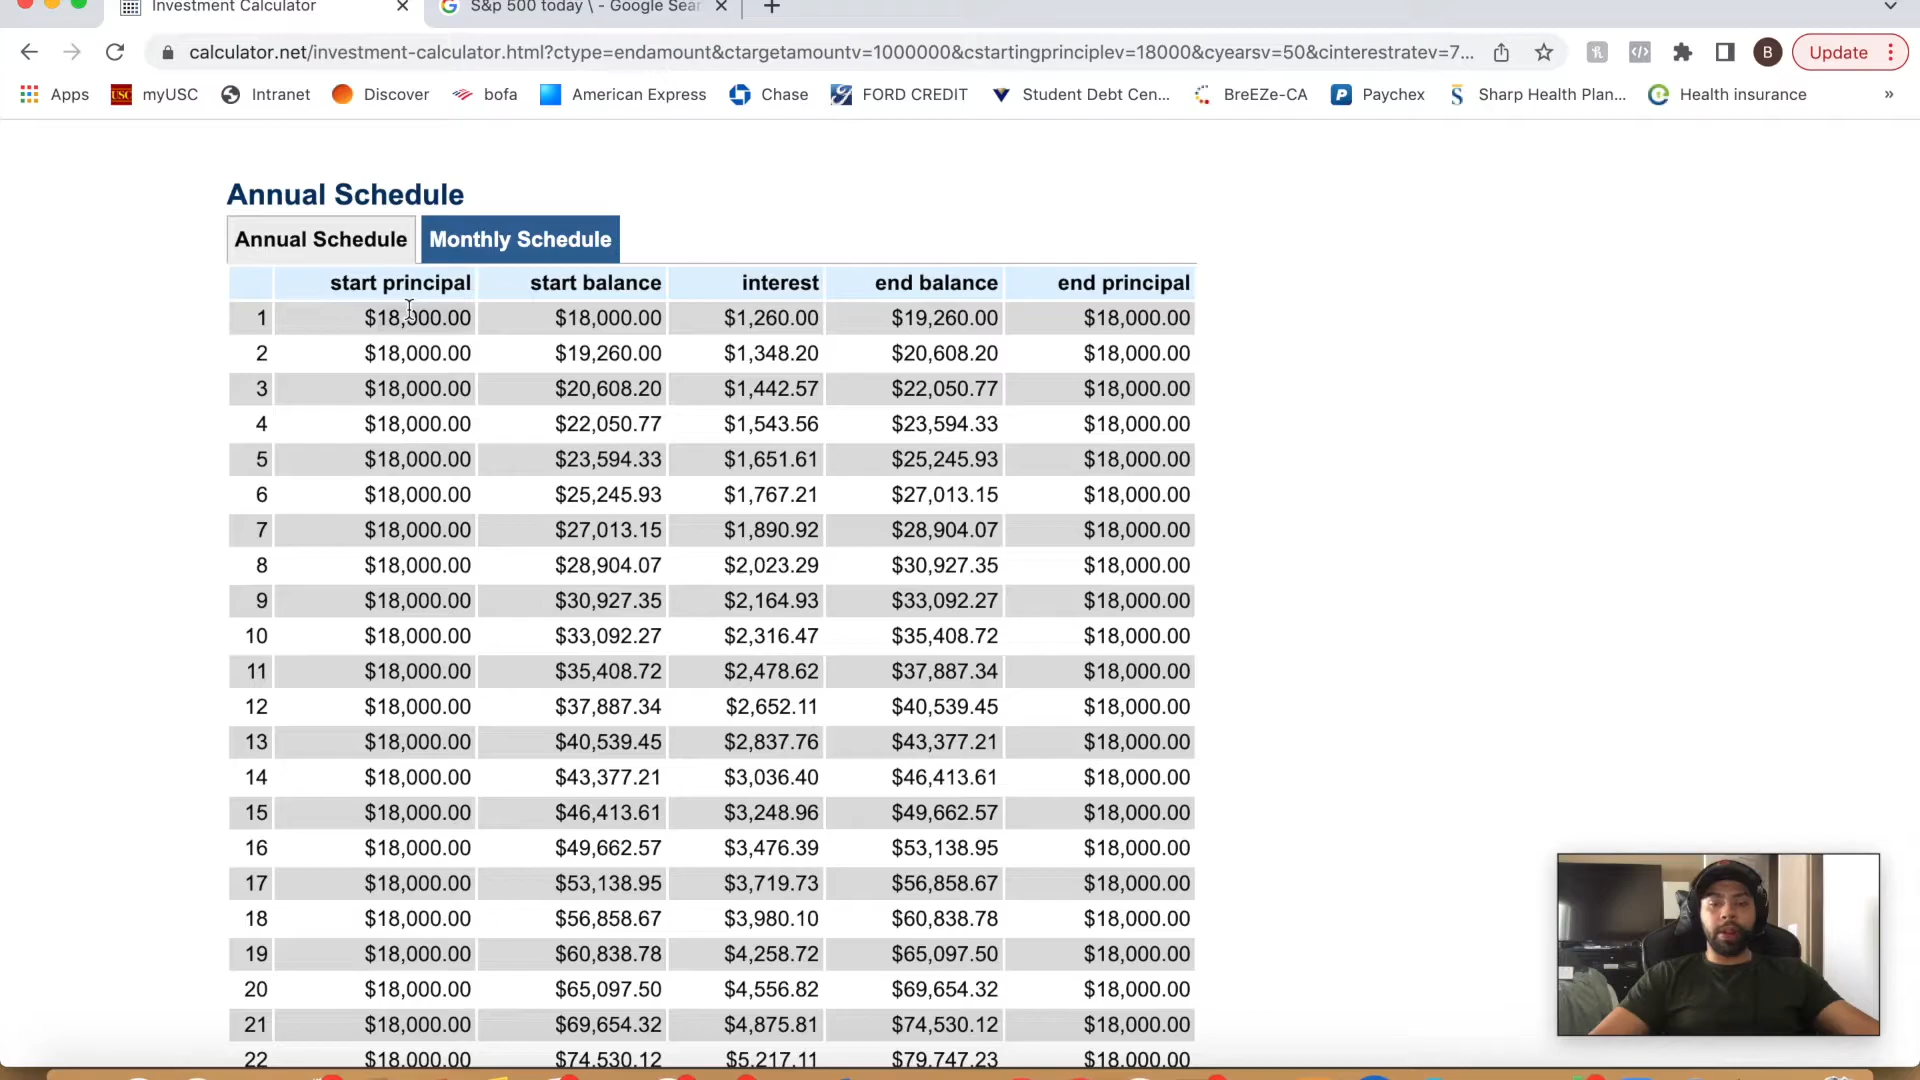 Investment Calculator
S&p 500 today \ - Google Sear
calculator.net/investment-calculator.html?ctype=endamount&ctargetamountv=1000000&cstartingprinciplev=18000&cyearsv=50&cinterestratev=7...
B
Update
Apps
USC myUSC
Intranet
Discover
bofa
American Express
Chase
FORD CREDIT
Student Debt Cen...
BreEZe-CA
Paychex
Sharp Health Plan...
Health insurance
»
Annual Schedule
Annual Schedule Monthly Schedule
start principal start balance interest end balance end principal
1 $18,000.00 $18,000.00 $1,260.00 $19,260.00 $18,000.00
2 $18,000.00 $19,260.00 $1,348.20 $20,608.20 $18,000.00
3 $18,000.00 $20,608.20 $1,442.57 $22,050.77 $18,000.00
4 $18,000.00 $22,050.77 $1,543.56 $23,594.33 $18,000.00
5 $18,000.00 $23,594.33 $1,651.61 $25,245.93 $18,000.00
6 $18,000.00 $25,245.93 $1,767.21 $27,013.15 $18,000.00
7 $18,000.00 $27,013.15 $1,890.92 $28,904.07 $18,000.00
8 $18,000.00 $28,904.07 $2,023.29 $30,927.35 $18,000.00
9 $18,000.00 $30,927.35 $2,164.93 $33,092.27 $18,000.00
10 $18,000.00 $33,092.27 $2,316.47 $35,408.72 $18,000.00
11 $18,000.00 $35,408.72 $2,478.62 $37,887.34 $18,000.00
12 $18,000.00 $37,887.34 $2,652.11 $40,539.45 $18,000.00
13 $18,000.00 $40,539.45 $2,837.76 $43,377.21 $18,000.00
14 $18,000.00 $43,377.21 $3,036.40 $46,413.61 $18,000.00
15 $18,000.00 $46,413.61 $3,248.96 $49,662.57 $18,000.00
16 $18,000.00 $49,662.57 $3,476.39 $53,138.95 $18,000.00
17 $18,000.00 $53,138.95 $3,719.73 $56,858.67 $18,000.00
18 $18,000.00 $56,858.67 $3,980.10 $60,838.78 $18,000.00
19 $18,000.00 $60,838.78 $4,258.72 $65,097.50 $18,000.00
20 $18,000.00 $65,097.50 $4,556.82 $69,654.32 $18,000.00
21 $18,000.00 $69,654.32 $4,875.81 $74,530.12 $18,000.00
22 $18,000.00 $74,530.12 $5,217.11 $79,747.23 $18,000.00